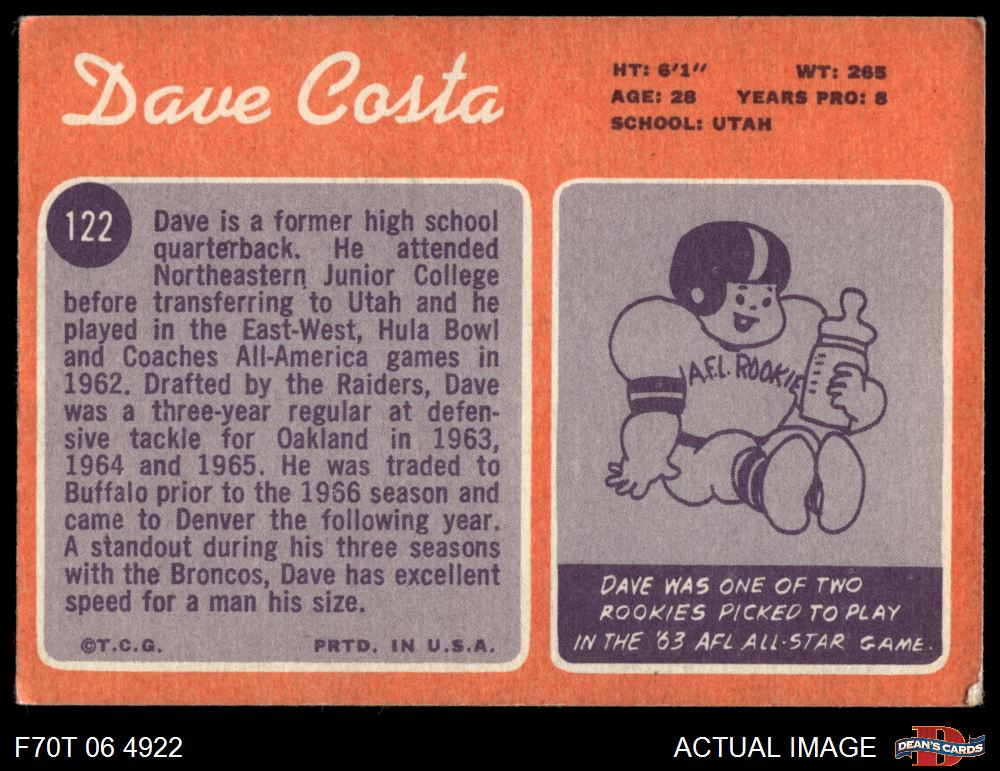 Dave Costa
HT: 6'1" WT: 265
AGE: 28 YEARS PRO: 8
SCHOOL: UTAH
122
Dave is a former high school
quarterback. He attended
Northeastern Junior College
before transferring to Utah and he
played in the East-West, Hula Bowl
and Coaches All-America games in
1962. Drafted by the Raiders, Dave
was a three-year regular at defen-
sive tackle for Oakland in 1963,
1964 and 1965. He was traded to
Buffalo prior to the 1966 season and
came to Denver the following year.
A standout during his three seasons
with the Broncos, Dave has excellent
speed for a man his size.
©T.C.G. PRTD. IN U.S.A.
A.F.L. ROOKIE
DAVE WAS ONE OF TWO
ROOKIES PICKED TO PLAY
IN THE '63 AFL ALL-STAR GAME.
F70T 06 4922
ACTUAL IMAGE
D
DEAN'S CARDS